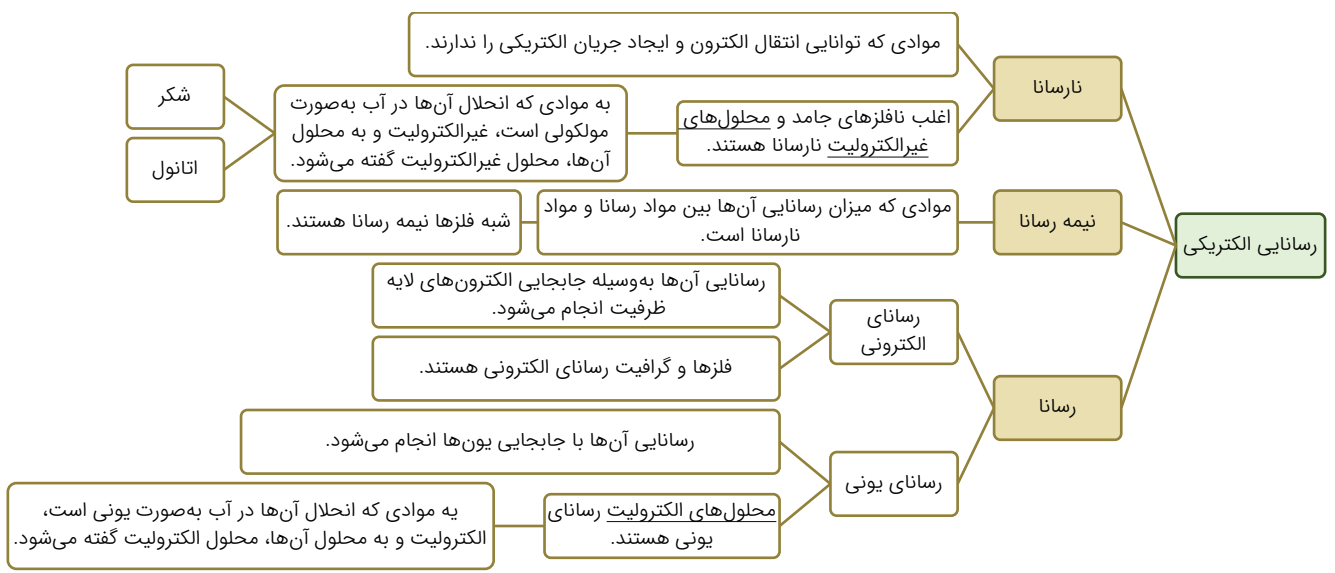 رسانایی الکتریکی
نارسانا
موادی که توانایی انتقال الکترون و ایجاد جریان الکتریکی را ندارند.
اغلب نافلزهای جامد و محلول‌های
غیرالکترولیت نارسانا هستند.
به موادی که انحلال آن‌ها در آب به‌صورت
مولکولی است، غیرالکترولیت و به محلول
آن‌ها، محلول غیرالکترولیت گفته می‌شود.
شکر
اتانول
نیمه رسانا
موادی که میزان رسانایی آن‌ها بین مواد رسانا و مواد
نارسانا است.
شبه فلزها نیمه رسانا هستند.
رسانا
رسانای
الکترونی
رسانایی آن‌ها به‌وسیله جابجایی الکترون‌های لایه
ظرفیت انجام می‌شود.
فلزها و گرافیت رسانای الکترونی هستند.
رسانای یونی
رسانایی آن‌ها با جابجایی یون‌ها انجام می‌شود.
محلول‌های الکترولیت رسانای
یونی هستند.
یه موادی که انحلال آن‌ها در آب به‌صورت یونی است،
الکترولیت و به محلول آن‌ها، محلول الکترولیت گفته می‌شود.